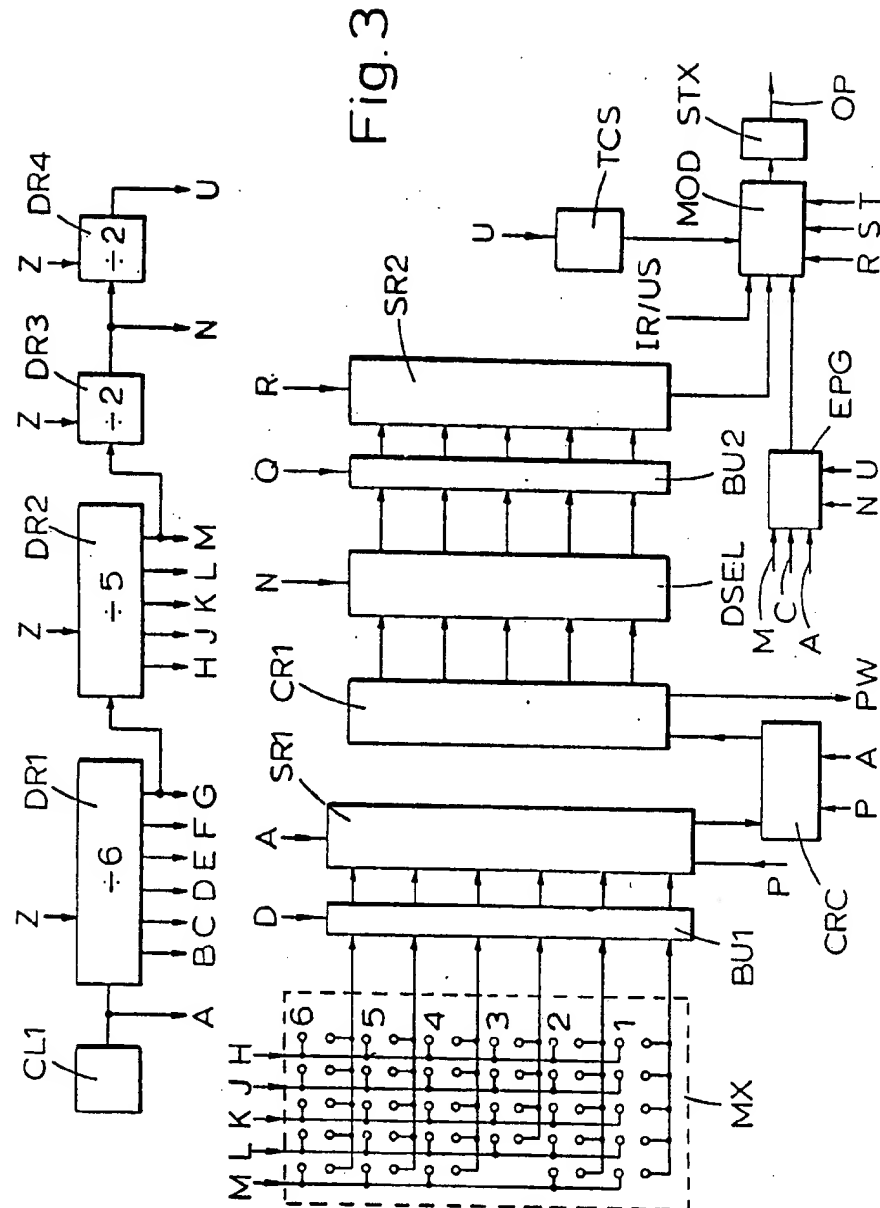 Fig. 3
CL1
A
Z
DR1
÷6
B C D E F G
Z
DR2
÷5
H J K L M
Z
DR3
÷2
N
Z
DR4
÷2
U
M L K J H
6
5
4
3
2
1
MX
D
BU1
A
SR1
P
CRC
P A
CR1
PW
N
DSEL
Q
BU2
R
SR2
IR/US
U
TCS
M
C
A
EPG
N U
MOD
R S T
STX
OP